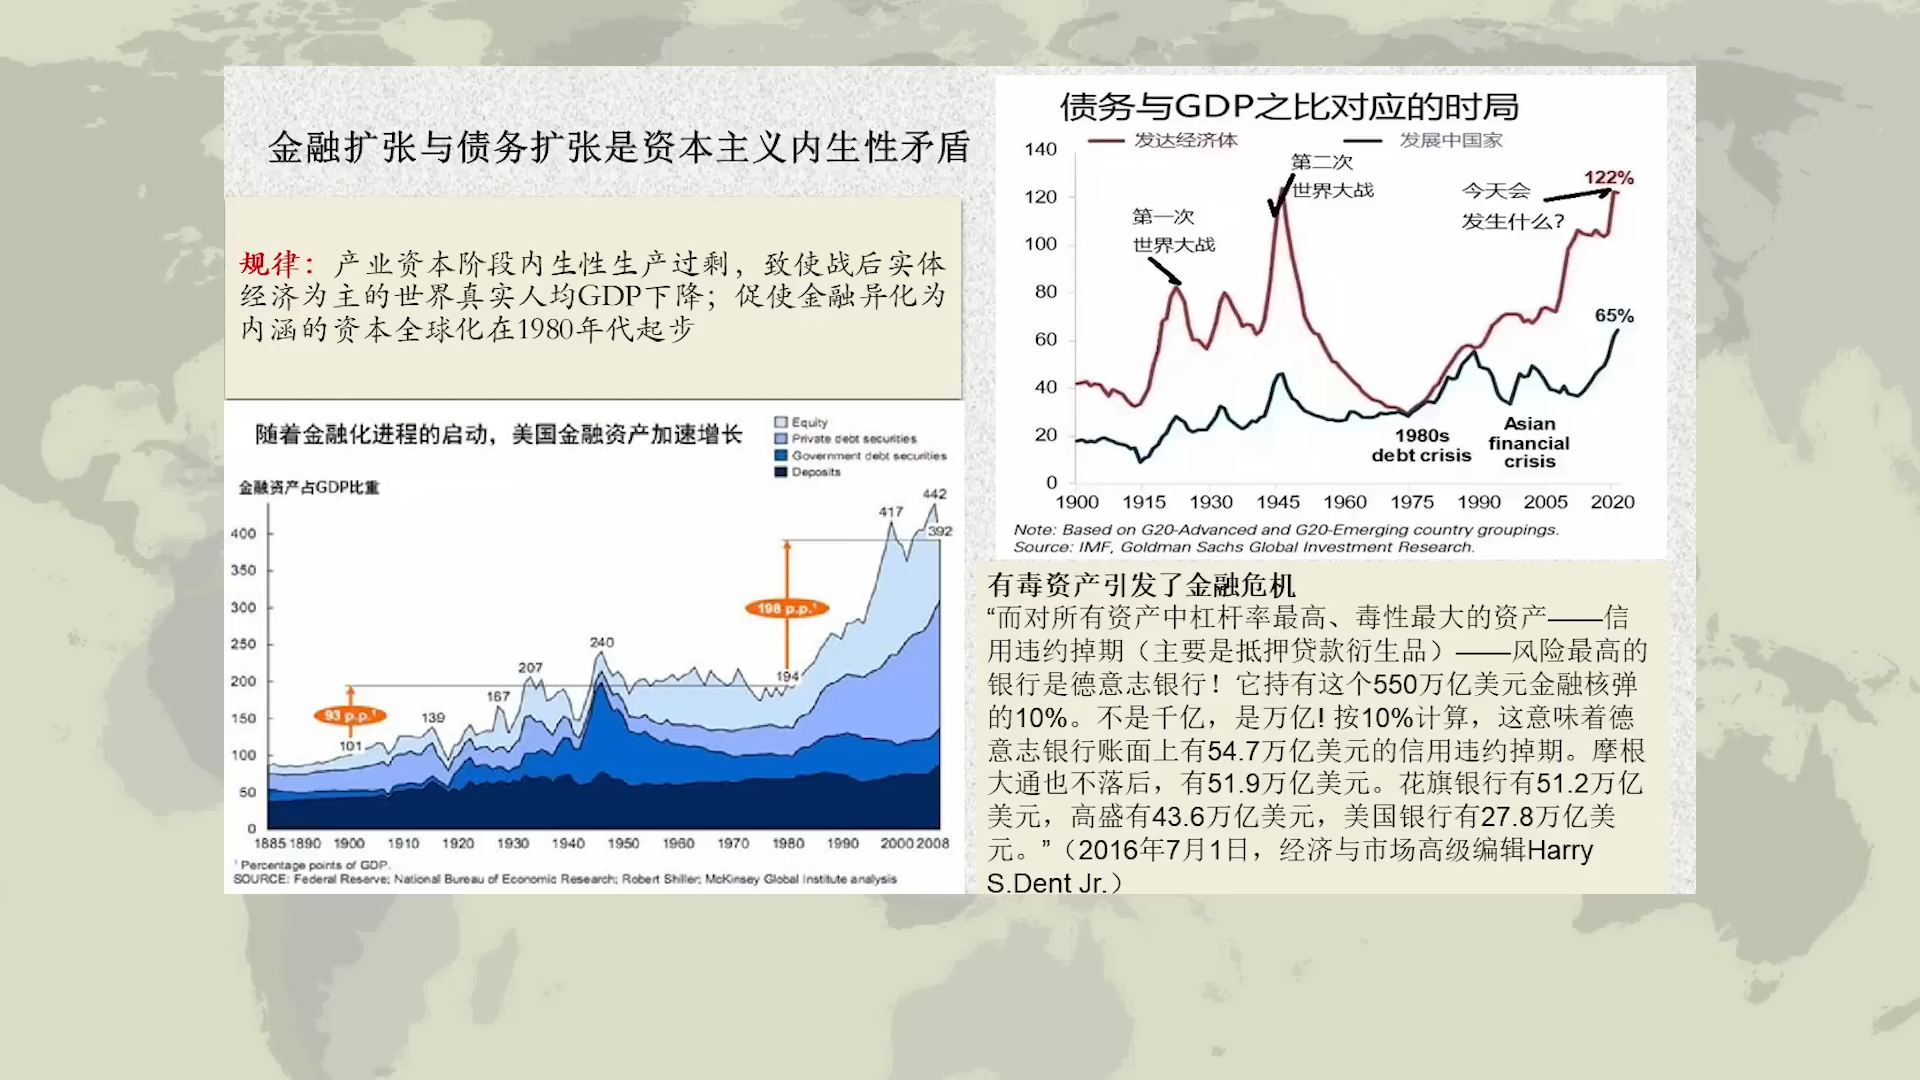 金融扩张与债务扩张是资本主义内生性矛盾
规律：产业资本阶段内生性生产过剩，致使战后实体
经济为主的世界真实人均GDP下降；促使金融异化为
内涵的资本全球化在1980年代起步
随着金融化进程的启动，美国金融资产加速增长
Equity
Private debt securities
Government debt securities
Deposits
金融资产占GDP比重
400
350
300
250
200
150
100
50
0
93 p.p.¹
101
139
167
207
240
198 p.p.¹
194
417
442
392
1885 1890 1900 1910 1920 1930 1940 1950 1960 1970 1980 1990 2000 2008
¹ Percentage points of GDP.
SOURCE: Federal Reserve; National Bureau of Economic Research; Robert Shiller; McKinsey Global Institute analysis
债务与GDP之比对应的时局
发达经济体 发展中国家
140
120
100
80
60
40
20
0
第一次
世界大战
第二次
世界大战
今天会
发生什么？
122%
65%
1980s
debt crisis
Asian
financial
crisis
1900 1915 1930 1945 1960 1975 1990 2005 2020
Note: Based on G20-Advanced and G20-Emerging country groupings.
Source: IMF, Goldman Sachs Global Investment Research.
有毒资产引发了金融危机
“而对所有资产中杠杆率最高、毒性最大的资产——信
用违约掉期（主要是抵押贷款衍生品）——风险最高的
银行是德意志银行！它持有这个550万亿美元金融核弹
的10%。不是千亿，是万亿! 按10%计算，这意味着德
意志银行账面上有54.7万亿美元的信用违约掉期。摩根
大通也不落后，有51.9万亿美元。花旗银行有51.2万亿
美元，高盛有43.6万亿美元，美国银行有27.8万亿美
元。”（2016年7月1日，经济与市场高级编辑Harry
S.Dent Jr.）